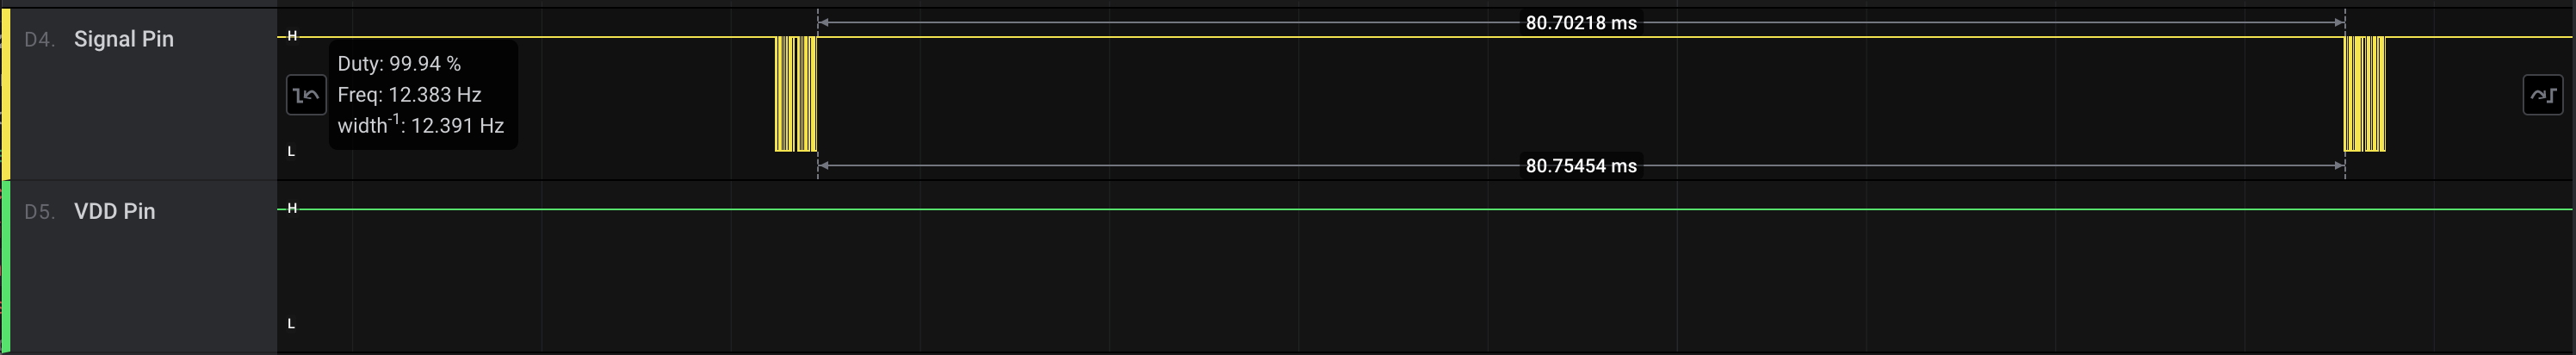 D4. Signal Pin
H
L
Duty: 99.94 %
Freq: 12.383 Hz
width-1: 12.391 Hz
80.70218 ms
80.75454 ms
D5. VDD Pin
H
L